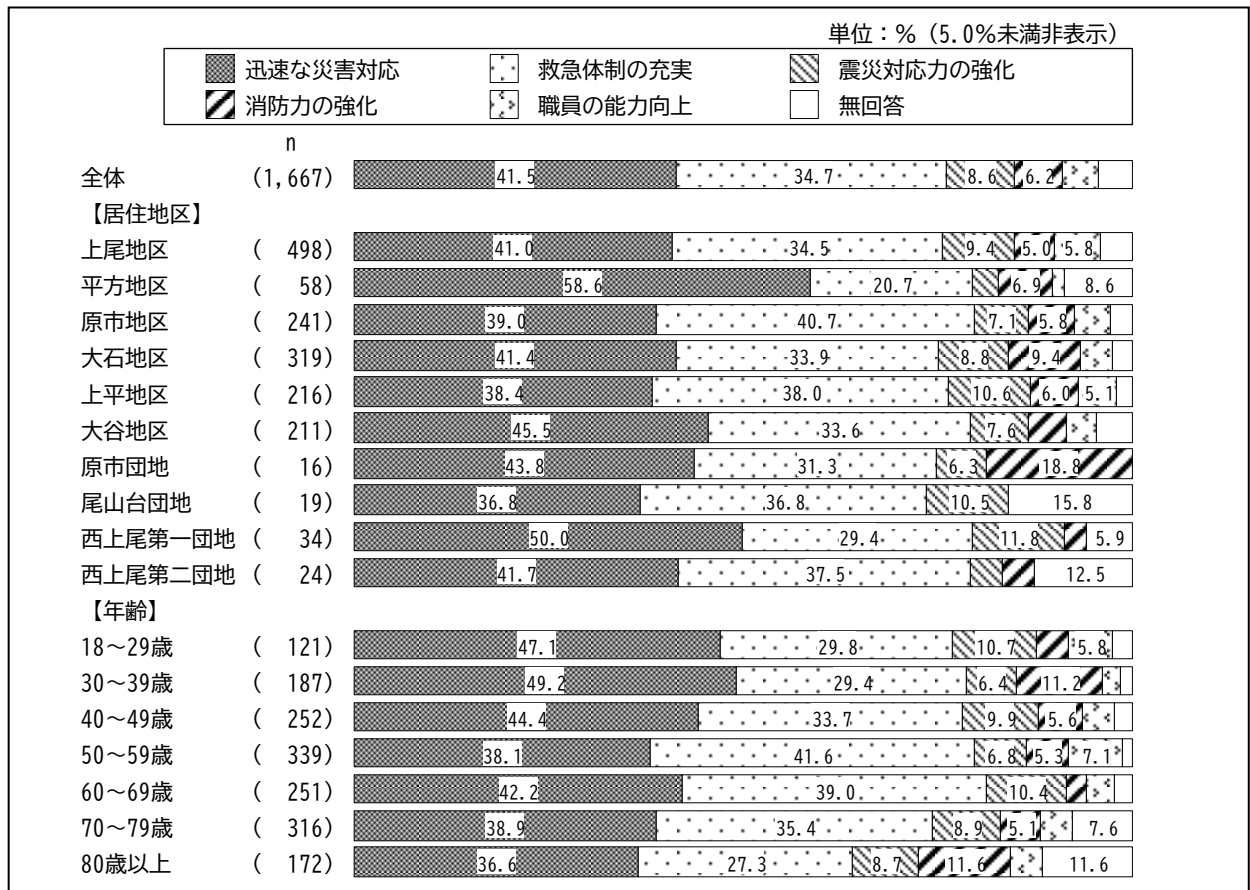 単位：％（5.0％未満非表示）
迅速な災害対応 救急体制の充実 震災対応力の強化
消防力の強化 職員の能力向上 無回答
n
全体 (1,667) 41.5 34.7 8.6 6.2
【居住地区】
上尾地区 ( 498) 41.0 34.5 9.4 5.0 5.8
平方地区 ( 58) 58.6 20.7 6.9 8.6
原市地区 ( 241) 39.0 40.7 7.1 5.8
大石地区 ( 319) 41.4 33.9 8.8 9.4
上平地区 ( 216) 38.4 38.0 10.6 6.0 5.1
大谷地区 ( 211) 45.5 33.6 7.6
原市団地 ( 16) 43.8 31.3 6.3 18.8
尾山台団地 ( 19) 36.8 36.8 10.5 15.8
西上尾第一団地 ( 34) 50.0 29.4 11.8 5.9
西上尾第二団地 ( 24) 41.7 37.5 12.5
【年齢】
18～29歳 ( 121) 47.1 29.8 10.7 5.8
30～39歳 ( 187) 49.2 29.4 6.4 11.2
40～49歳 ( 252) 44.4 33.7 9.9 5.6
50～59歳 ( 339) 38.1 41.6 6.8 5.3 7.1
60～69歳 ( 251) 42.2 39.0 10.4
70～79歳 ( 316) 38.9 35.4 8.9 5.1 7.6
80歳以上 ( 172) 36.6 27.3 8.7 11.6 11.6